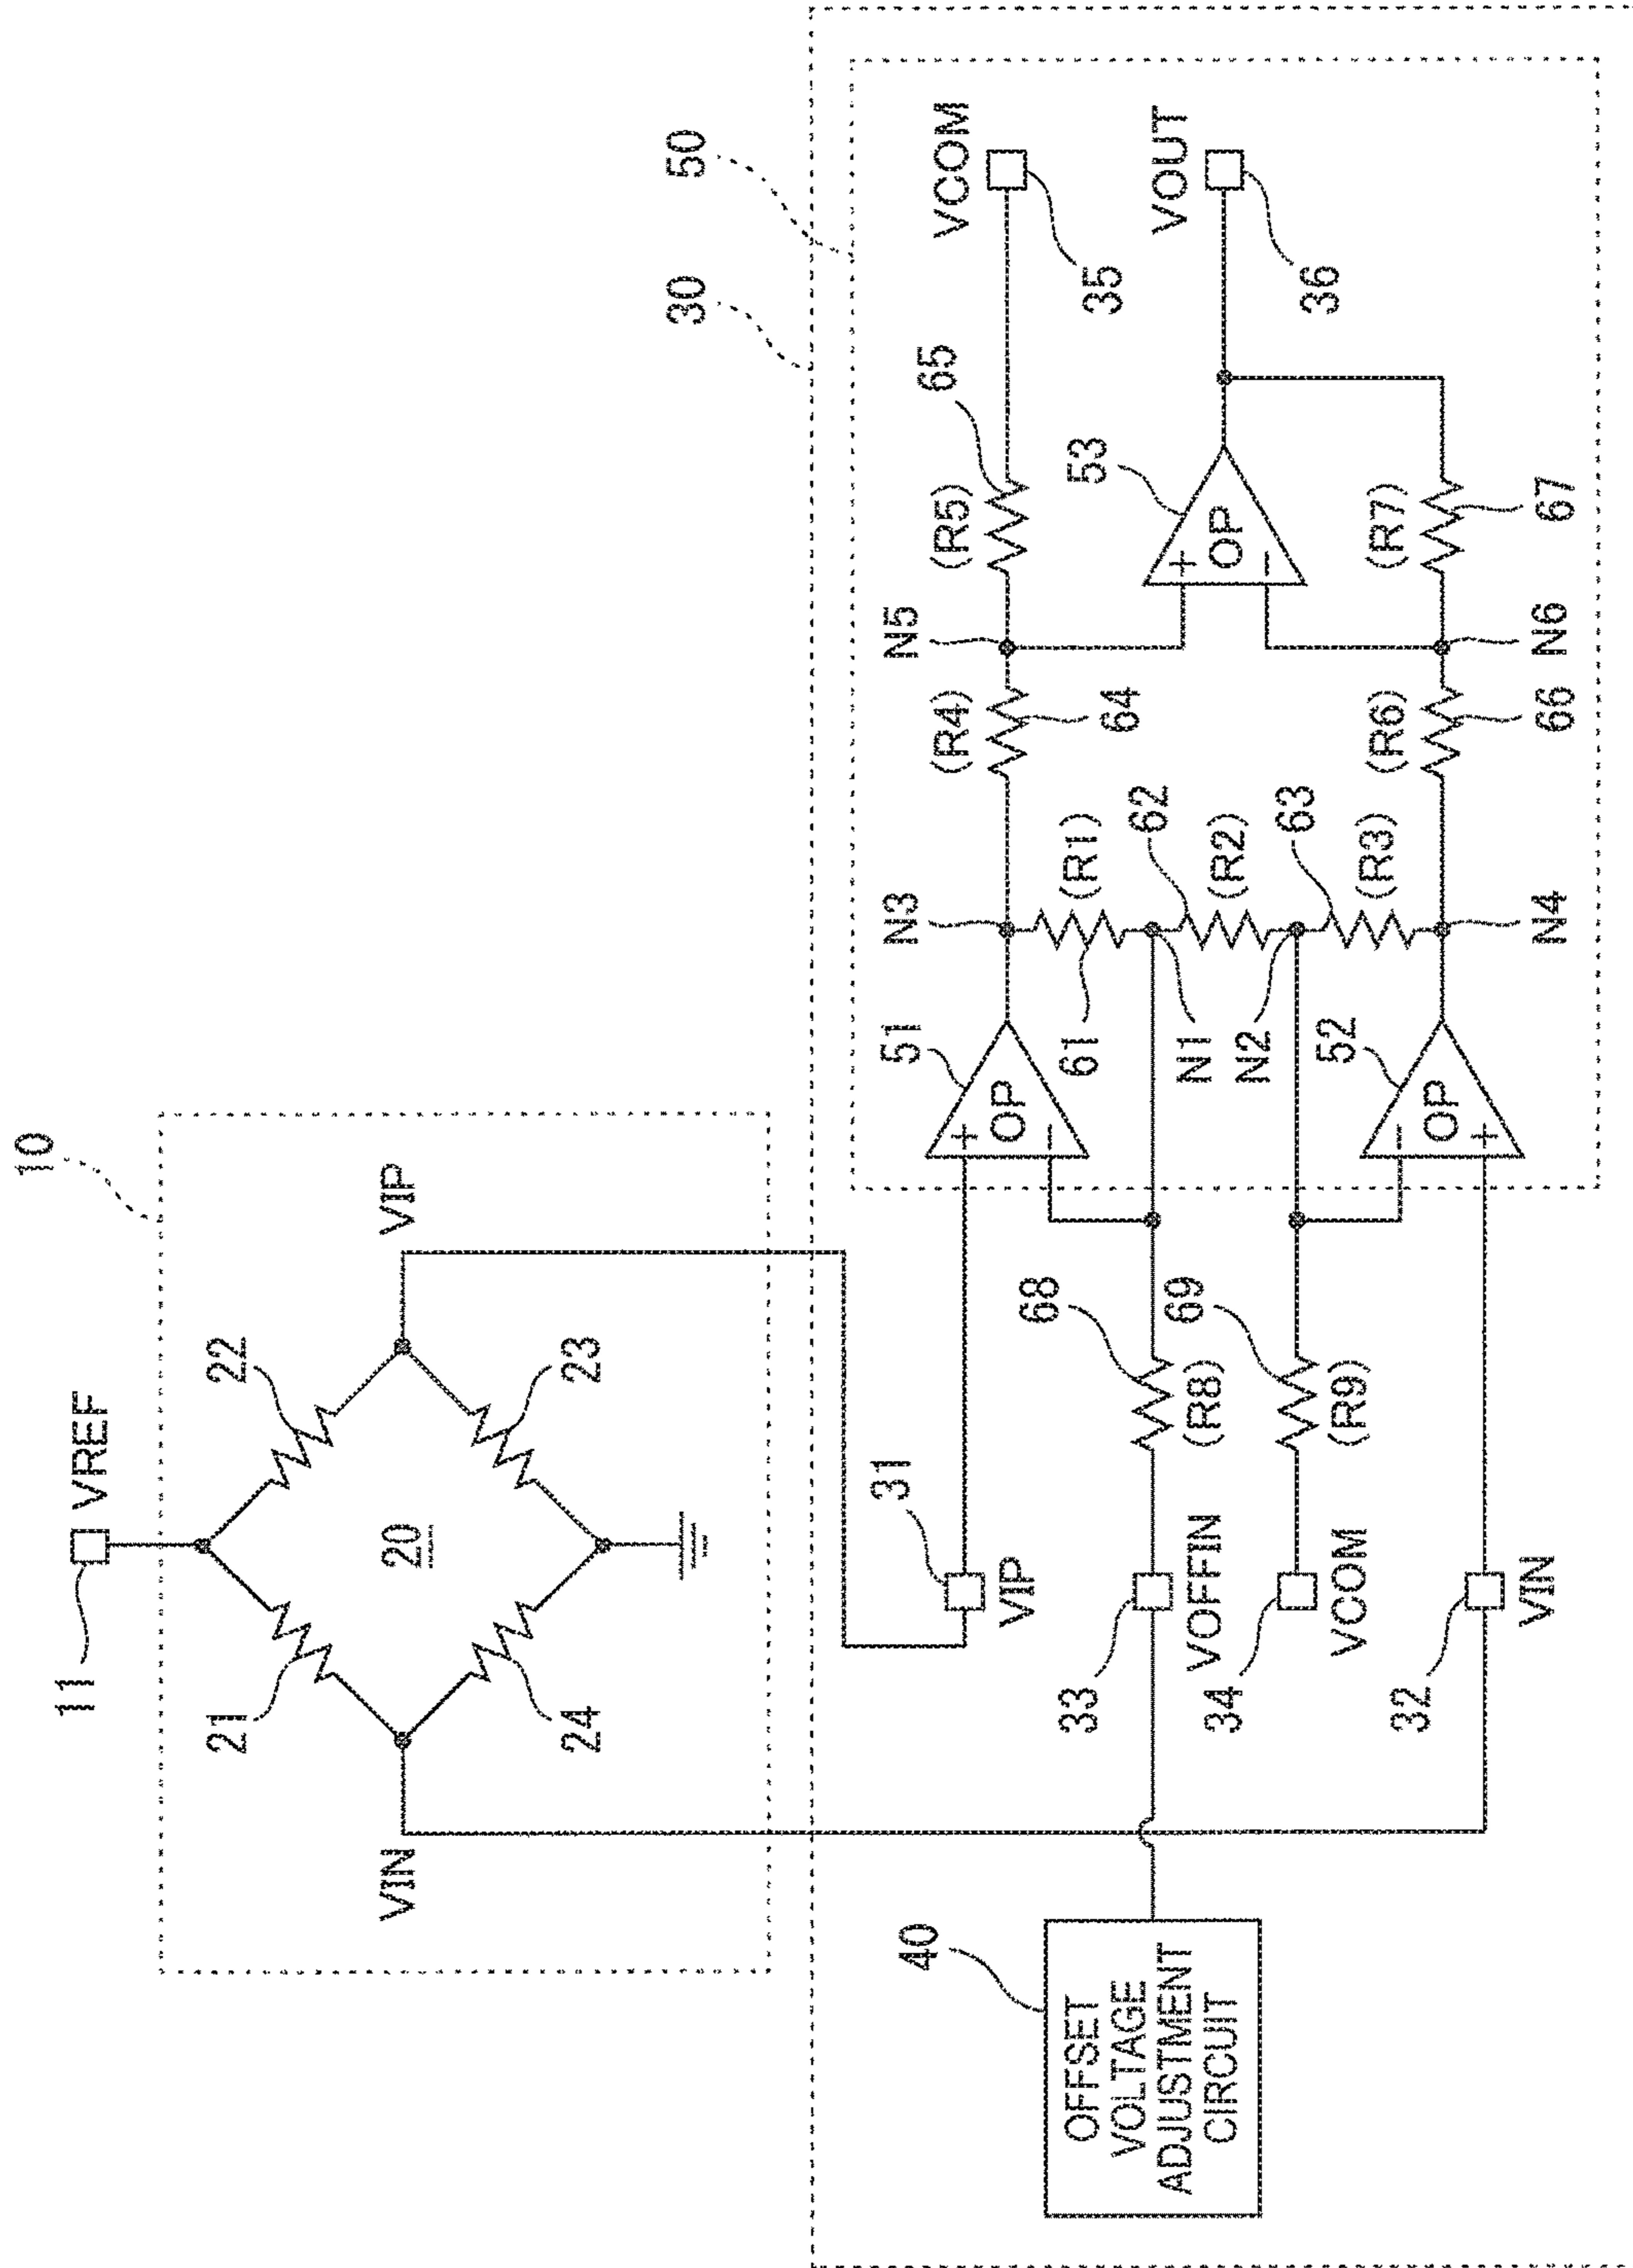 10
11
VREF
22
21
20
VIP
VIN
23
24
30
50
40
OFFSET
VOLTAGE
ADJUSTMENT
CIRCUIT
31
VIP
33
VOFFIN
34
VCOM
32
VIN
68
(R8)
69
(R9)
51
+
OP
−
52
−
OP
+
61
N1
N2
N3
(R1)
62
(R2)
63
(R3)
N4
(R4)
64
(R6)
66
N5
N6
(R5)
65
53
+
OP
−
(R7)
67
VCOM
35
VOUT
36